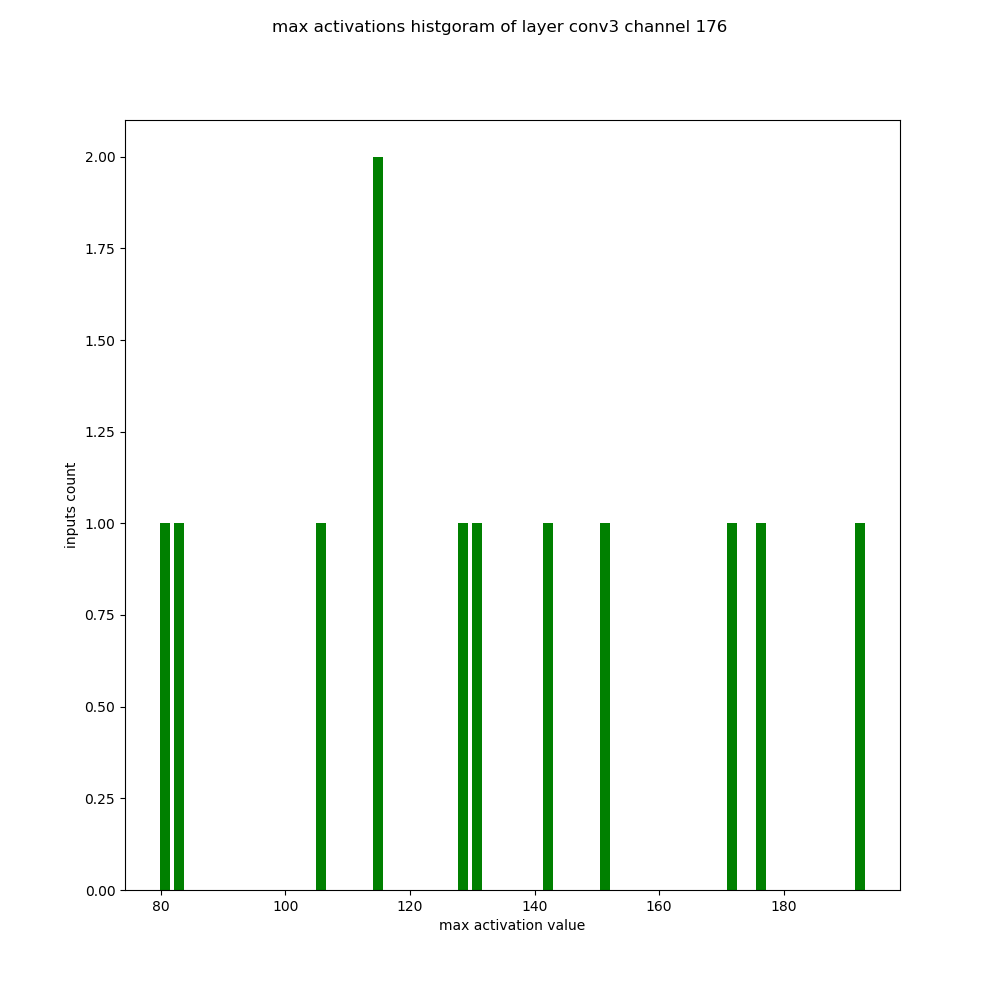 max activations histgoram of layer conv3 channel 176
2.00
1.75
1.50
1.25
1.00
0.75
0.50
0.25
0.00
inputs count
80 100 120 140 160 180
max activation value